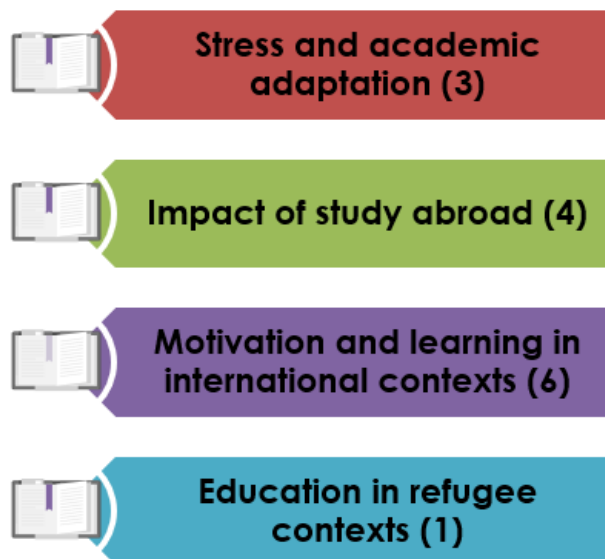 Stress and academic
adaptation (3)
Impact of study abroad (4)
Motivation and learning in
international contexts (6)
Education in refugee
contexts (1)